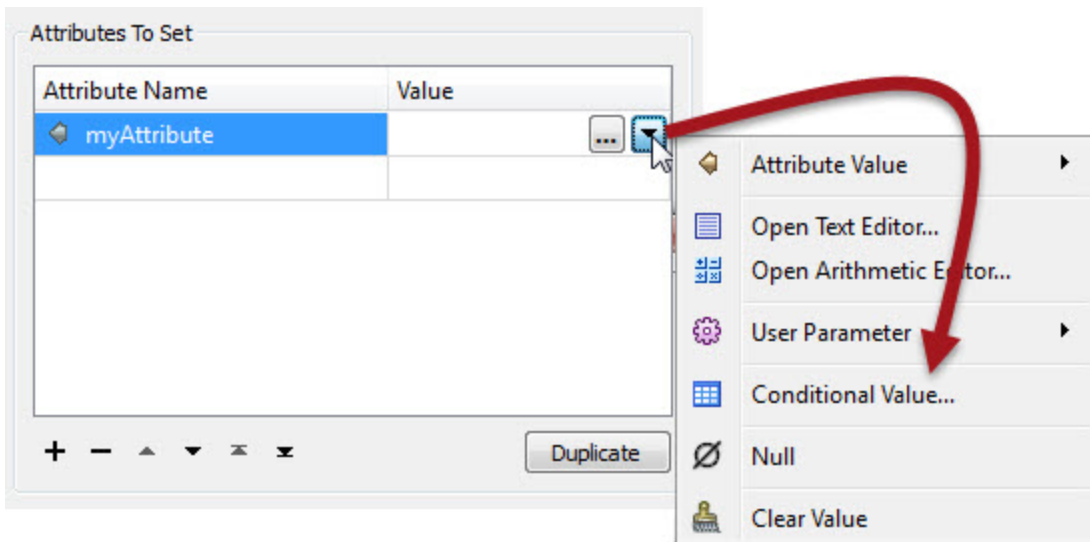 Attributes To Set
Attribute Name Value
myAttribute ...
Attribute Value
Open Text Editor...
Open Arithmetic Editor...
User Parameter
Conditional Value...
Duplicate
Null
Clear Value